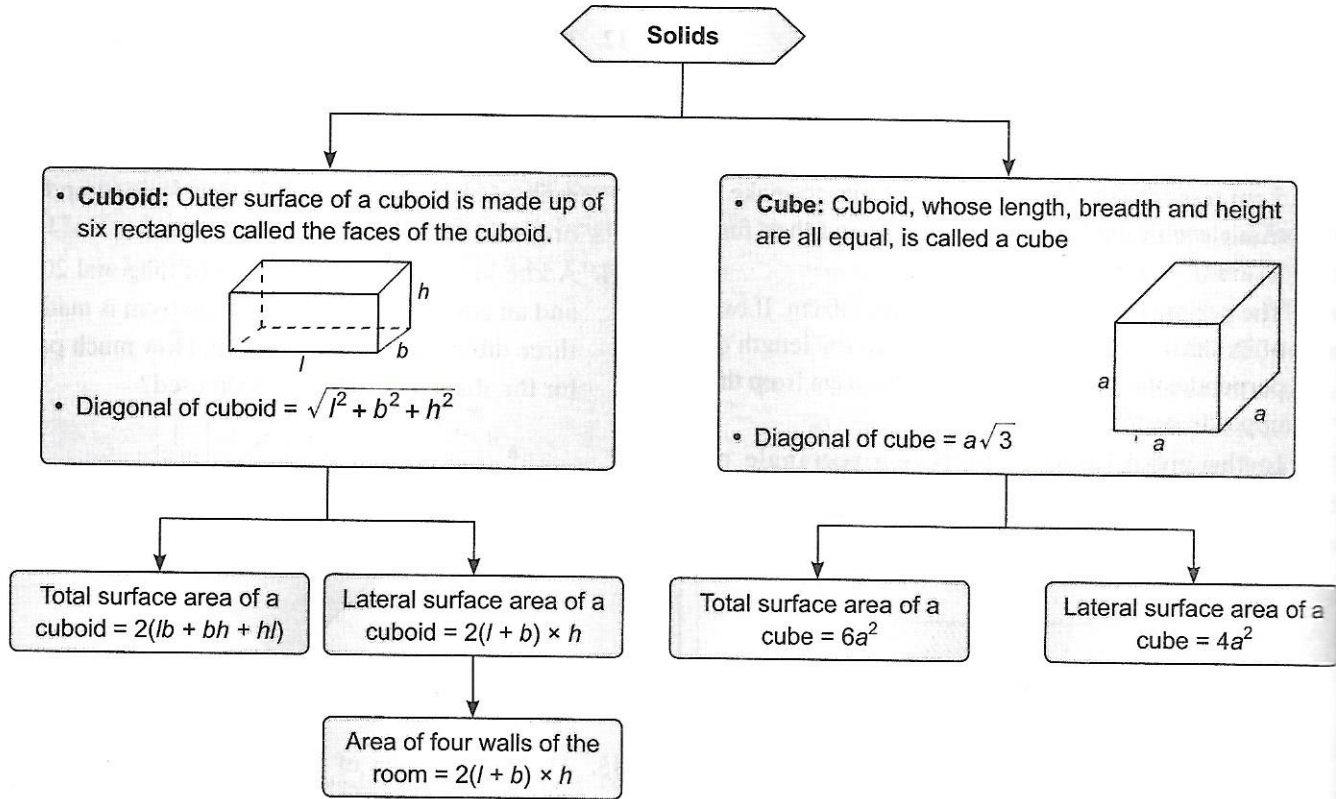 Solids
• Cuboid: Outer surface of a cuboid is made up of
six rectangles called the faces of the cuboid.
h
b
l
• Diagonal of cuboid = √(l² + b² + h²)
• Cube: Cuboid, whose length, breadth and height
are all equal, is called a cube
a
a
a
• Diagonal of cube = a√3
Total surface area of a
cuboid = 2(lb + bh + hl)
Lateral surface area of a
cuboid = 2(l + b) × h
Total surface area of a
cube = 6a²
Lateral surface area of a
cube = 4a²
Area of four walls of the
room = 2(l + b) × h